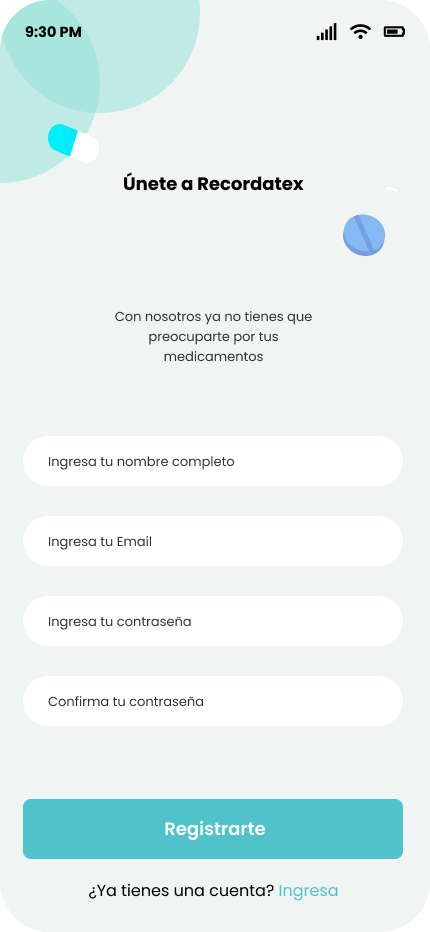 9:30 PM
Únete a Recordatex
Con nosotros ya no tienes que
preocuparte por tus
medicamentos
Ingresa tu nombre completo
Ingresa tu Email
Ingresa tu contraseña
Confirma tu contraseña
Registrarte
¿Ya tienes una cuenta? Ingresa